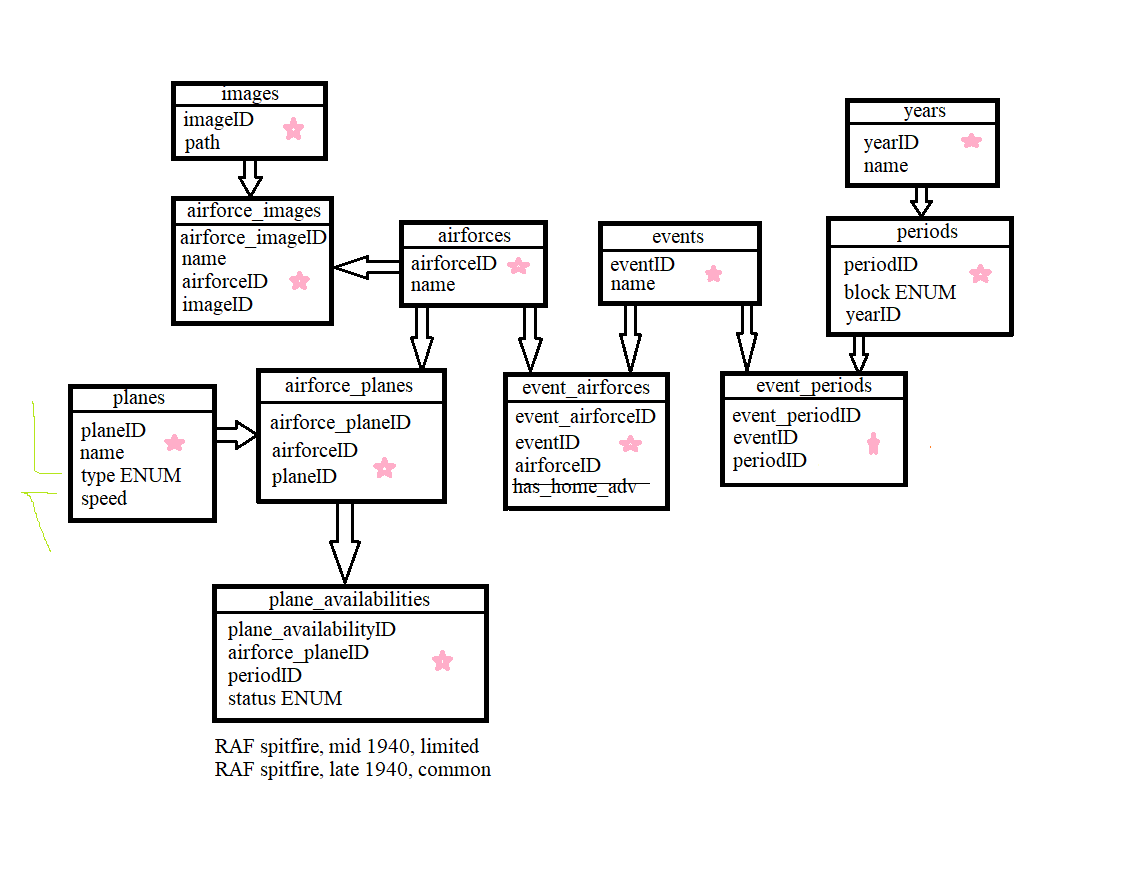 images
imageID
path
years
yearID
name
airforce_images
airforce_imageID
name
airforceID
imageID
airforces
airforceID
name
events
eventID
name
periods
periodID
block ENUM
yearID
planes
planeID
name
type ENUM
speed
airforce_planes
airforce_planeID
airforceID
planeID
event_airforces
event_airforceID
eventID
airforceID
has_home_adv
event_periods
event_periodID
eventID
periodID
plane_availabilities
plane_availabilityID
airforce_planeID
periodID
status ENUM
RAF spitfire, mid 1940, limited
RAF spitfire, late 1940, common